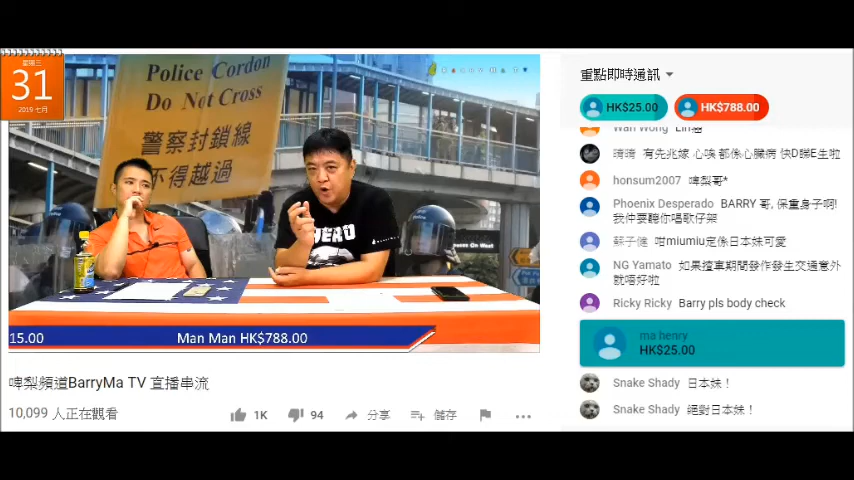 星期三
31
2019 七月
Police Cordon
Do Not Cross
警察封鎖線
不得越過
HERO
15.00
Man Man HK$788.00
啤梨頻道BarryMa TV 直播串流
10,099 人正在觀看
1K
94
分享
儲存
重點即時通訊
HK$25.00
HK$788.00
Wan Wong
晴晴 有先兆嫁 心唉 都係心臟病 快D睇E生啦
honsum2007 啤梨哥*
Phoenix Desperado BARRY 哥, 保重身子啊!
我仲要聽你唱歌仔架
蘇子健 咁miumiu定係日本妹可愛
NG Yamato 如果揸車期間發作發生交通意外
就唔好啦
Ricky Ricky Barry pls body check
ma henry
HK$25.00
Snake Shady 日本妹！
Snake Shady 絕對日本妹！